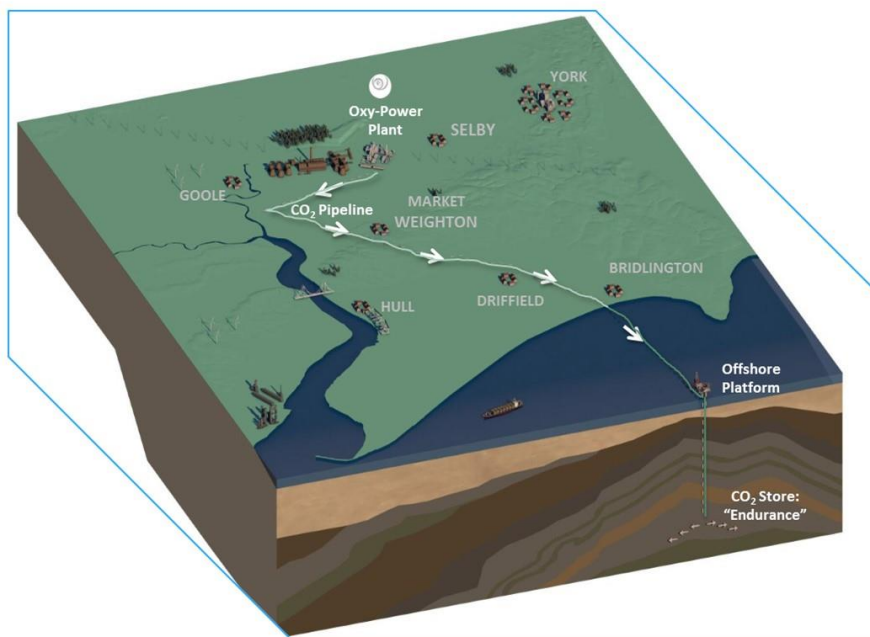 YORK
Oxy-Power
Plant
SELBY
GOOLE
CO₂ Pipeline
MARKET
WEIGHTON
BRIDLINGTON
DRIFFIELD
HULL
Offshore
Platform
CO₂ Store:
“Endurance”